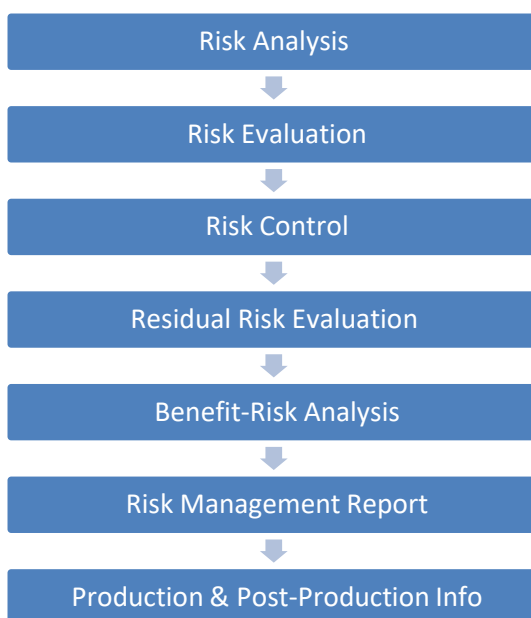 Risk Analysis
Risk Evaluation
Risk Control
Residual Risk Evaluation
Benefit-Risk Analysis
Risk Management Report
Production & Post-Production Info